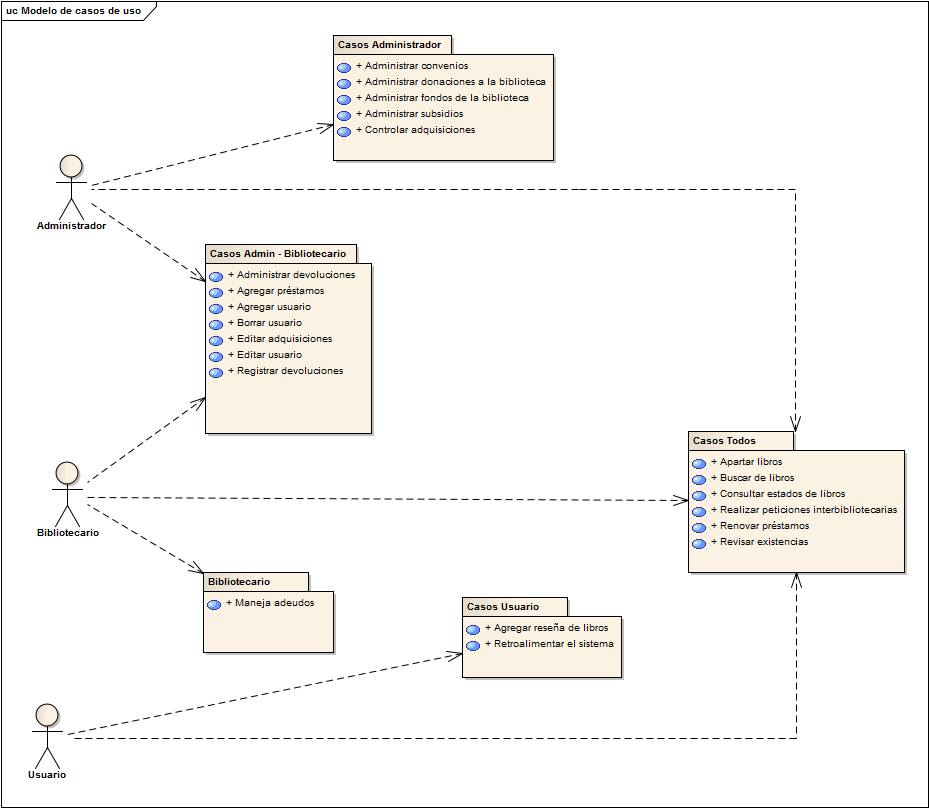 uc Modelo de casos de uso
Casos Administrador
+ Administrar convenios
+ Administrar donaciones a la biblioteca
+ Administrar fondos de la biblioteca
+ Administrar subsidios
+ Controlar adquisiciones
Administrador
Casos Admin - Bibliotecario
+ Administrar devoluciones
+ Agregar préstamos
+ Agregar usuario
+ Borrar usuario
+ Editar adquisiciones
+ Editar usuario
+ Registrar devoluciones
Casos Todos
+ Apartar libros
+ Buscar de libros
+ Consultar estados de libros
+ Realizar peticiones interbibliotecarias
+ Renovar préstamos
+ Revisar existencias
Bibliotecario
Bibliotecario
+ Maneja adeudos
Casos Usuario
+ Agregar reseña de libros
+ Retroalimentar el sistema
Usuario